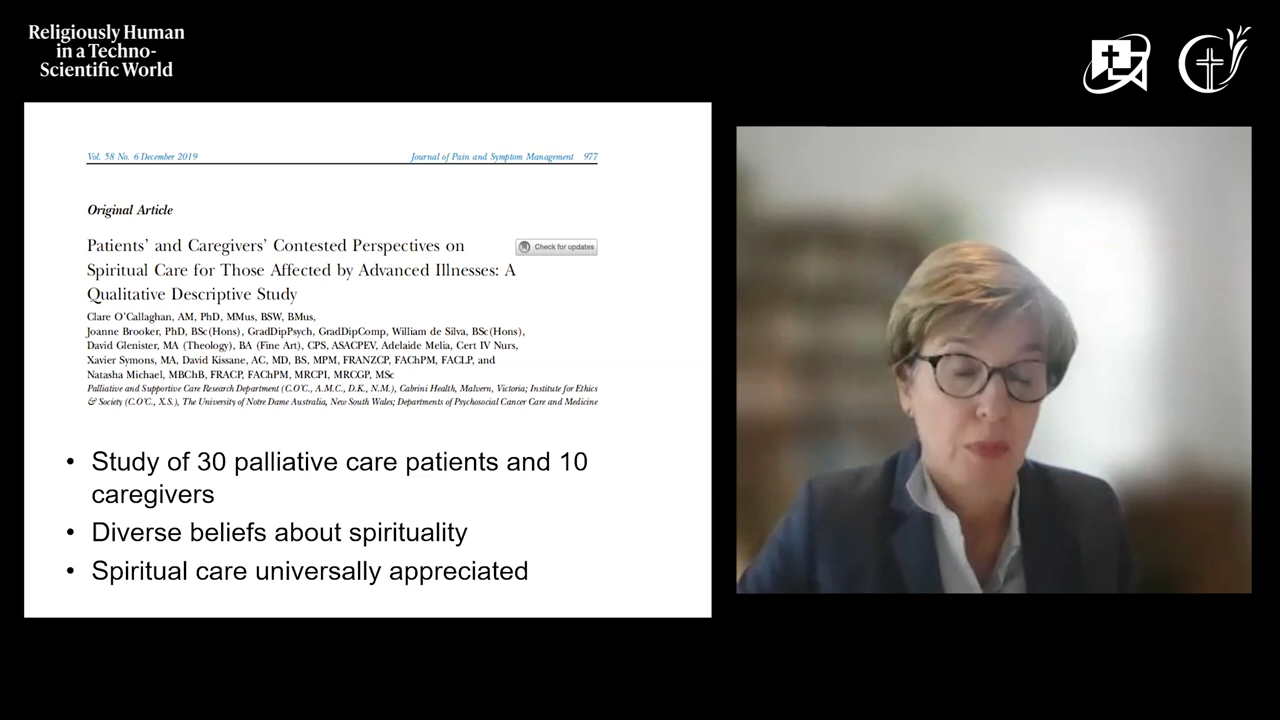 Religiously Human
in a Techno-
Scientific World
Vol. 58 No. 6 December 2019
Journal of Pain and Symptom Management 977
Original Article
Patients’ and Caregivers’ Contested Perspectives on
Check for updates
Spiritual Care for Those Affected by Advanced Illnesses: A
Qualitative Descriptive Study
Clare O’Callaghan, AM, PhD, MMus, BSW, BMus,
Joanne Brooker, PhD, BSc(Hons), GradDipPsych, GradDipComp, William de Silva, BSc(Hons),
David Glenister, MA (Theology), BA (Fine Art), CPS, ASACPEV, Adelaide Melia, Cert IV Nurs,
Xavier Symons, MA, David Kissane, AC, MD, BS, MPM, FRANZCP, FAChPM, FACLP, and
Natasha Michael, MBChB, FRACP, FAChPM, MRCPI, MRCGP, MSc
Palliative and Supportive Care Research Department (C.O’C., A.M.C., D.K., N.M.), Cabrini Health, Malvern, Victoria; Institute for Ethics
& Society (C.O’C., X.S.), The University of Notre Dame Australia, New South Wales; Departments of Psychosocial Cancer Care and Medicine
• Study of 30 palliative care patients and 10
caregivers
• Diverse beliefs about spirituality
• Spiritual care universally appreciated